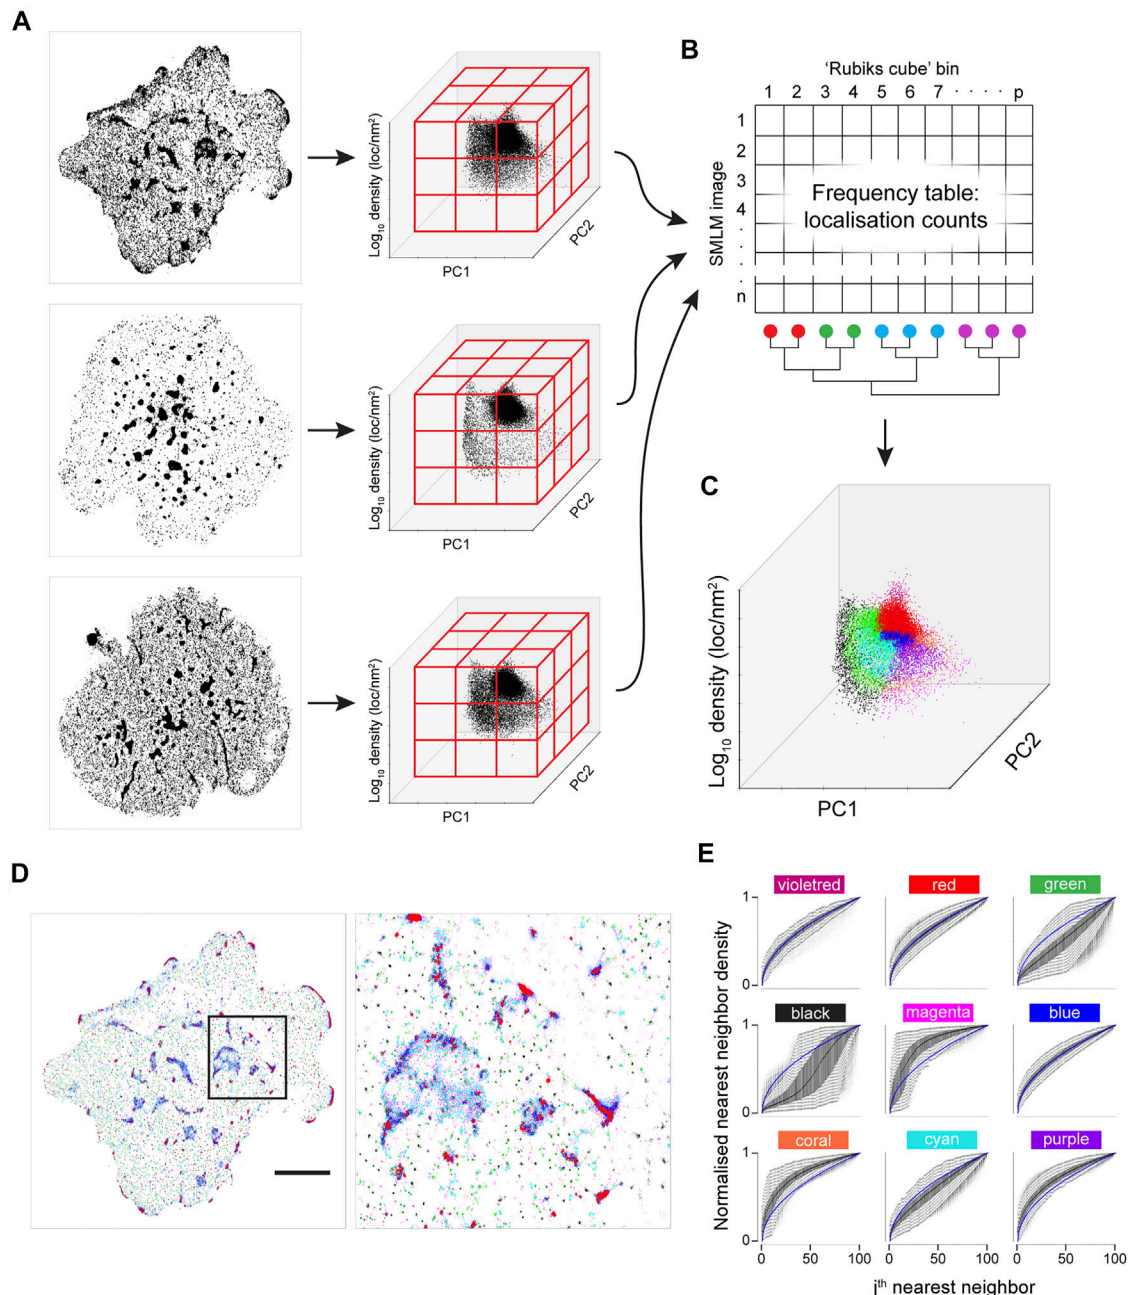 A
Log10 density (loc/nm2)
PC1
PC2
Log10 density (loc/nm2)
PC1
PC2
Log10 density (loc/nm2)
PC1
PC2
B
'Rubiks cube' bin
1 2 3 4 5 6 7 . . . . p
SMLM image
1
2
3
4
.
.
.
n
Frequency table:
localisation counts
C
Log10 density (loc/nm2)
PC1
PC2
D
E
Normalised nearest neighbor density
violetred red green
1
0
black magenta blue
1
0
coral cyan purple
1
0
0 50 100 0 50 100 0 50 100
jth nearest neighbor